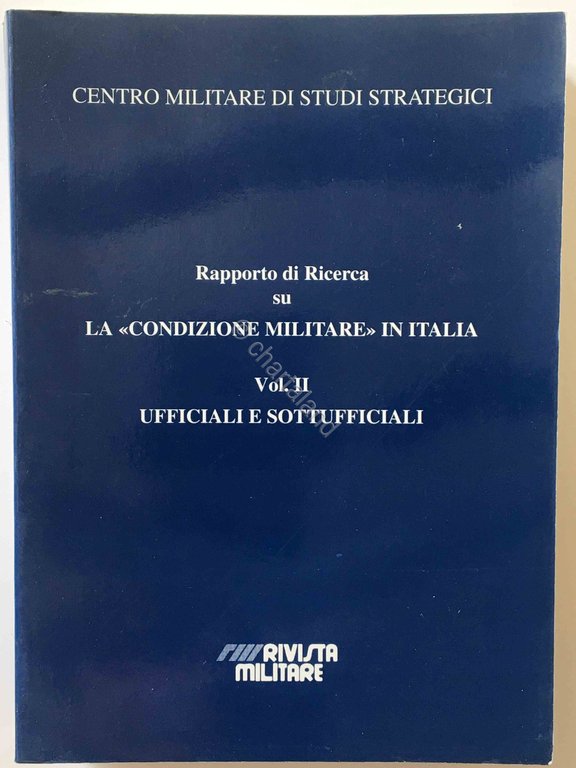 CENTRO MILITARE DI STUDI STRATEGICI
Rapporto di Ricerca
su
LA «CONDIZIONE MILITARE» IN ITALIA
Vol. II
UFFICIALI E SOTTUFFICIALI
© chartaland
RIVISTA
MILITARE